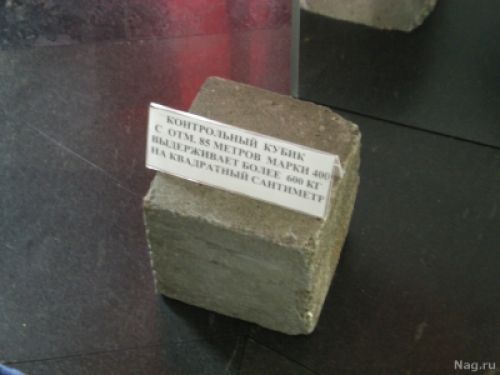 КОНТРОЛЬНЫЙ КУБИК
С ОТМ. 85 МЕТРОВ МАРКИ 400
ВЫДЕРЖИВАЕТ БОЛЕЕ 600 КГ
НА КВАДРАТНЫЙ САНТИМЕТР
Nag.ru